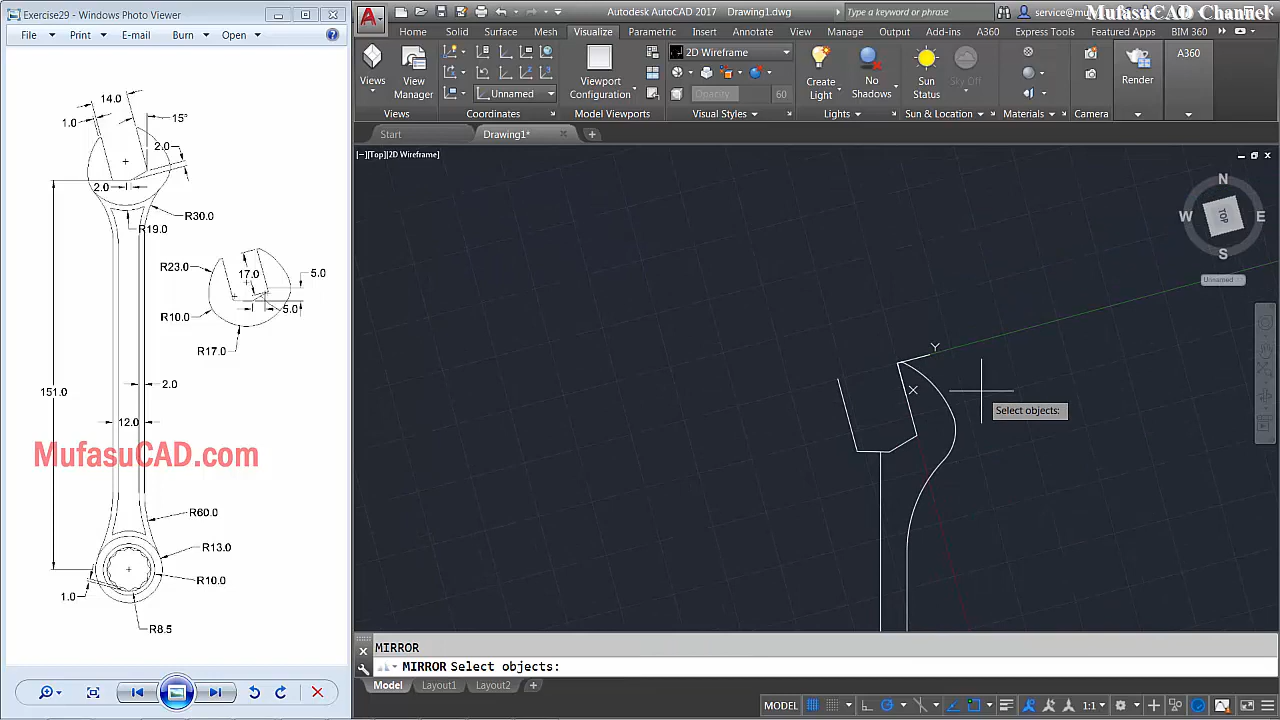 Exercise29 - Windows Photo Viewer
File Print E-mail Burn Open
14.0
1.0
15°
2.0
2.0
R30.0
R19.0
R23.0
17.0
5.0
R10.0
5.0
R17.0
151.0
2.0
12.0
MufasuCAD.com
R60.0
R13.0
R10.0
1.0
R8.5
Autodesk AutoCAD 2017 Drawing1.dwg
Type a keyword or phrase
MufasuCAD Channel
Home Solid Surface Mesh Visualize Parametric Insert Annotate View Manage Output Add-ins A360 Express Tools Featured Apps BIM 360
Views
View Manager
Unnamed
Viewport Configuration
2D Wireframe
Opacity 60
Create Light
No Shadows
Sun Status
Sky Off
Render
A360
Views Coordinates Model Viewports Visual Styles Lights Sun & Location Materials Camera
Start Drawing1*
[−][Top][2D Wireframe]
N
W TOP E
S
Unnamed
Y
X
Select objects:
MIRROR
MIRROR Select objects:
Model Layout1 Layout2
MODEL 1:1